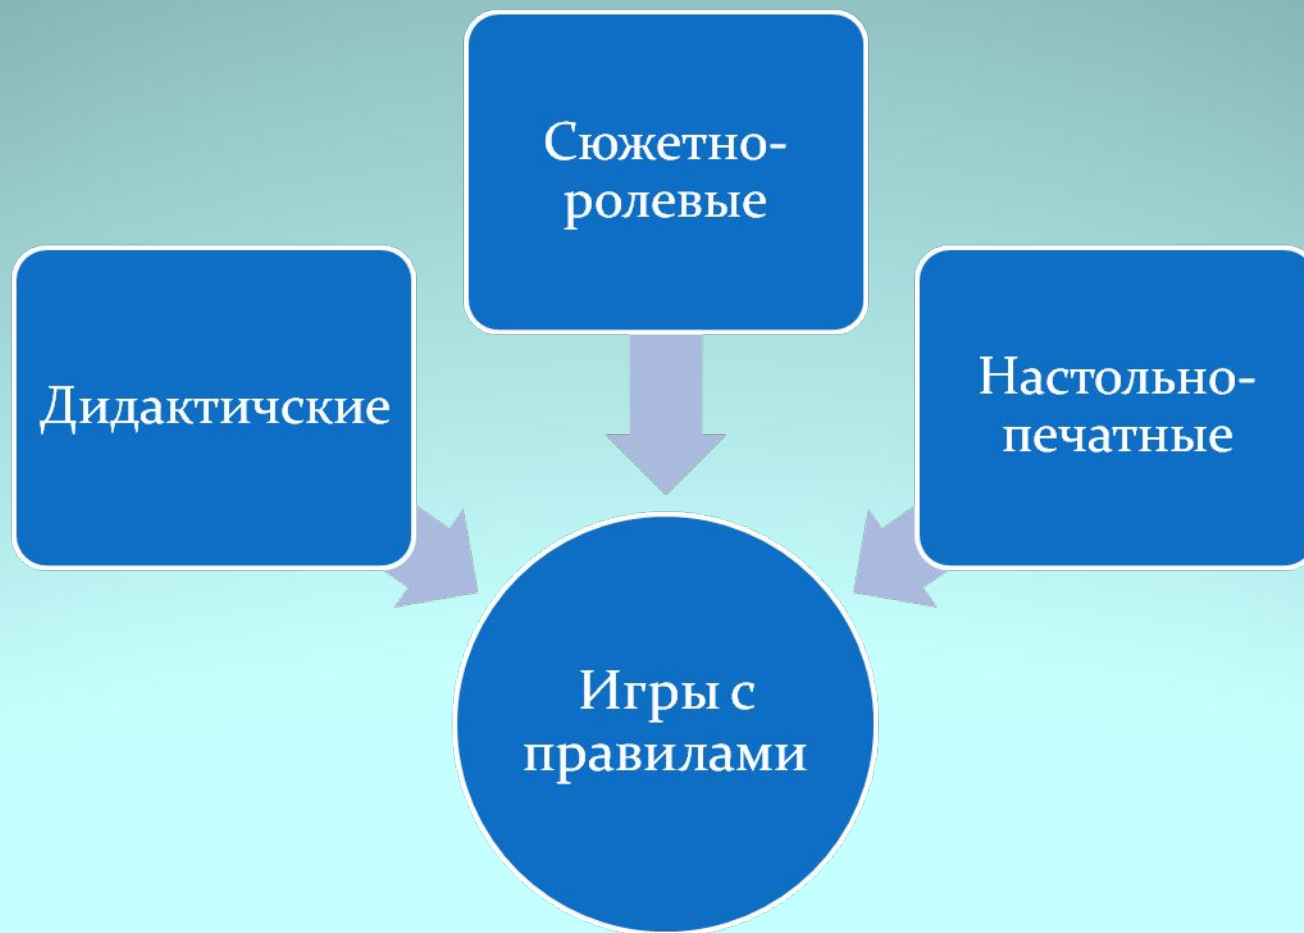 Сюжетно-
ролевые
Дидактичские
Настольно-
печатные
Игры с
правилами